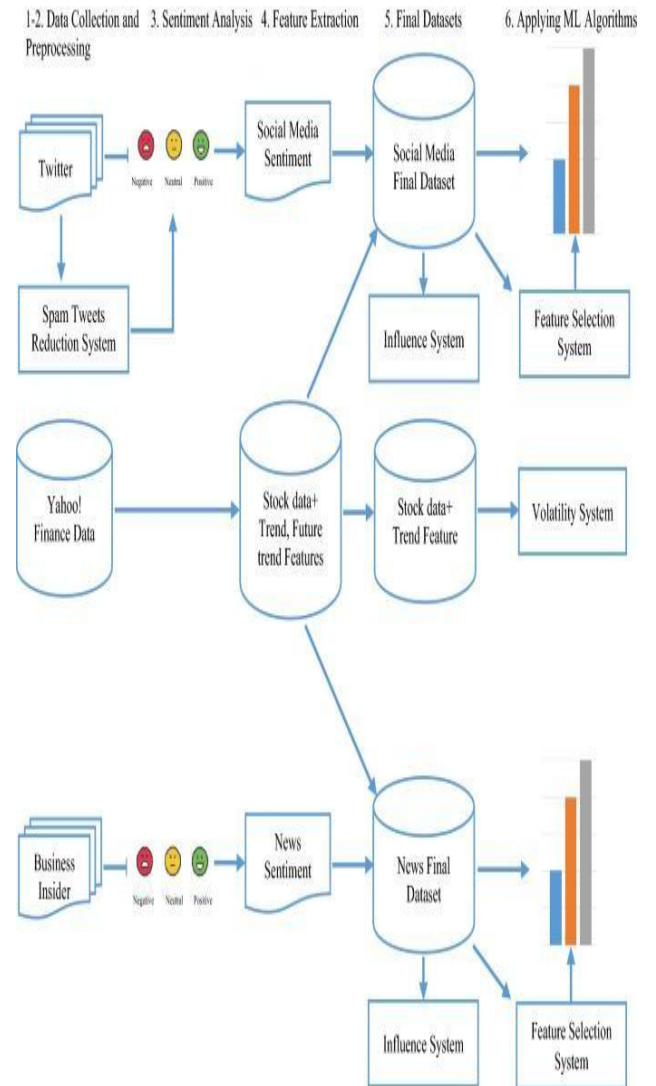 1-2. Data Collection and
Preprocessing
3. Sentiment Analysis
4. Feature Extraction
5. Final Datasets
6. Applying ML Algorithms
Twitter
Negative
Neutral
Positive
Social Media
Sentiment
Social Media
Final Dataset
Spam Tweets
Reduction System
Influence System
Feature Selection
System
Yahoo!
Finance Data
Stock data+
Trend, Future
trend Features
Stock data+
Trend Feature
Volatility System
Business
Insider
Negative
Neutral
Positive
News
Sentiment
News Final
Dataset
Influence System
Feature Selection
System